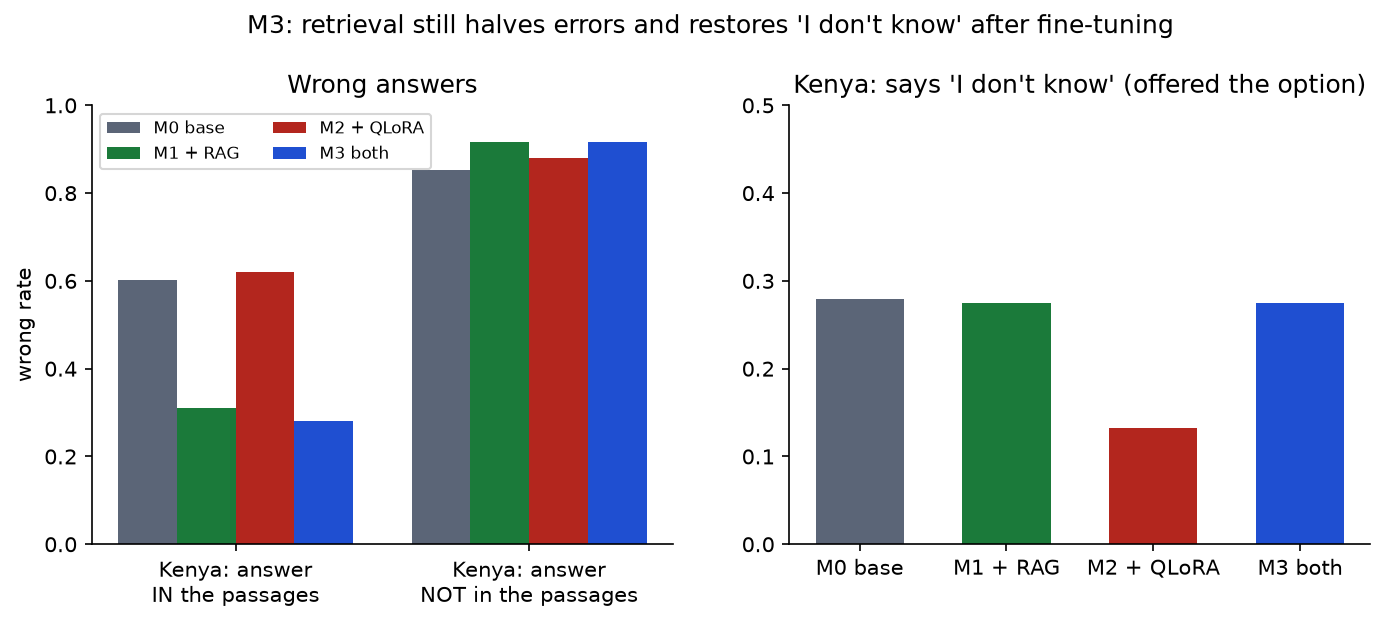 M3: retrieval still halves errors and restores 'I don't know' after fine-tuning
Wrong answers
wrong rate
1.0
0.8
0.6
0.4
0.2
0.0
M0 base
M1 + RAG
M2 + QLoRA
M3 both
Kenya: answer
IN the passages
Kenya: answer
NOT in the passages
Kenya: says 'I don't know' (offered the option)
0.5
0.4
0.3
0.2
0.1
0.0
M0 base
M1 + RAG
M2 + QLoRA
M3 both